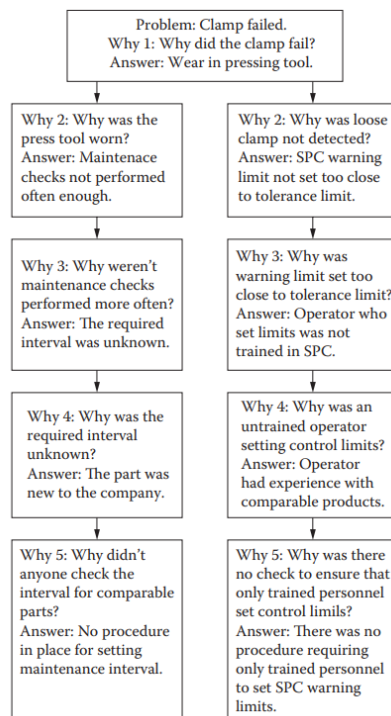 Problem: Clamp failed.
Why 1: Why did the clamp fail?
Answer: Wear in pressing tool.
Why 2: Why was the
press tool worn?
Answer: Maintenace
checks not performed
often enough.
Why 3: Why weren't
maintenance checks
performed more often?
Answer: The required
interval was unknown.
Why 4: Why was the
required interval
unknown?
Answer: The part was
new to the company.
Why 5: Why didn't
anyone check the
interval for comparable
parts?
Answer: No procedure
in place for setting
maintenance interval.
Why 2: Why was loose
clamp not detected?
Answer: SPC warning
limit not set too close
to tolerance limit.
Why 3: Why was
warning limit set too
close to tolerance limit?
Answer: Operator who
set limits was not
trained in SPC.
Why 4: Why was an
untrained operator
setting control limits?
Answer: Operator
had experience with
comparable products.
Why 5: Why was there
no check to ensure that
only trained personnel
set control limils?
Answer: There was no
procedure requiring
only trained personnel
to set SPC warning
limits.